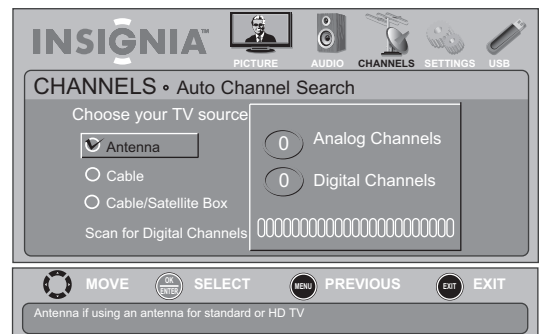 INSIGNIA™
PICTURE AUDIO CHANNELS SETTINGS USB
CHANNELS • Auto Channel Search
Choose your TV source
Antenna
Cable
Cable/Satellite Box
Scan for Digital Channels
0 Analog Channels
0 Digital Channels
MOVE OK ENTER SELECT MENU PREVIOUS EXIT EXIT
Antenna if using an antenna for standard or HD TV